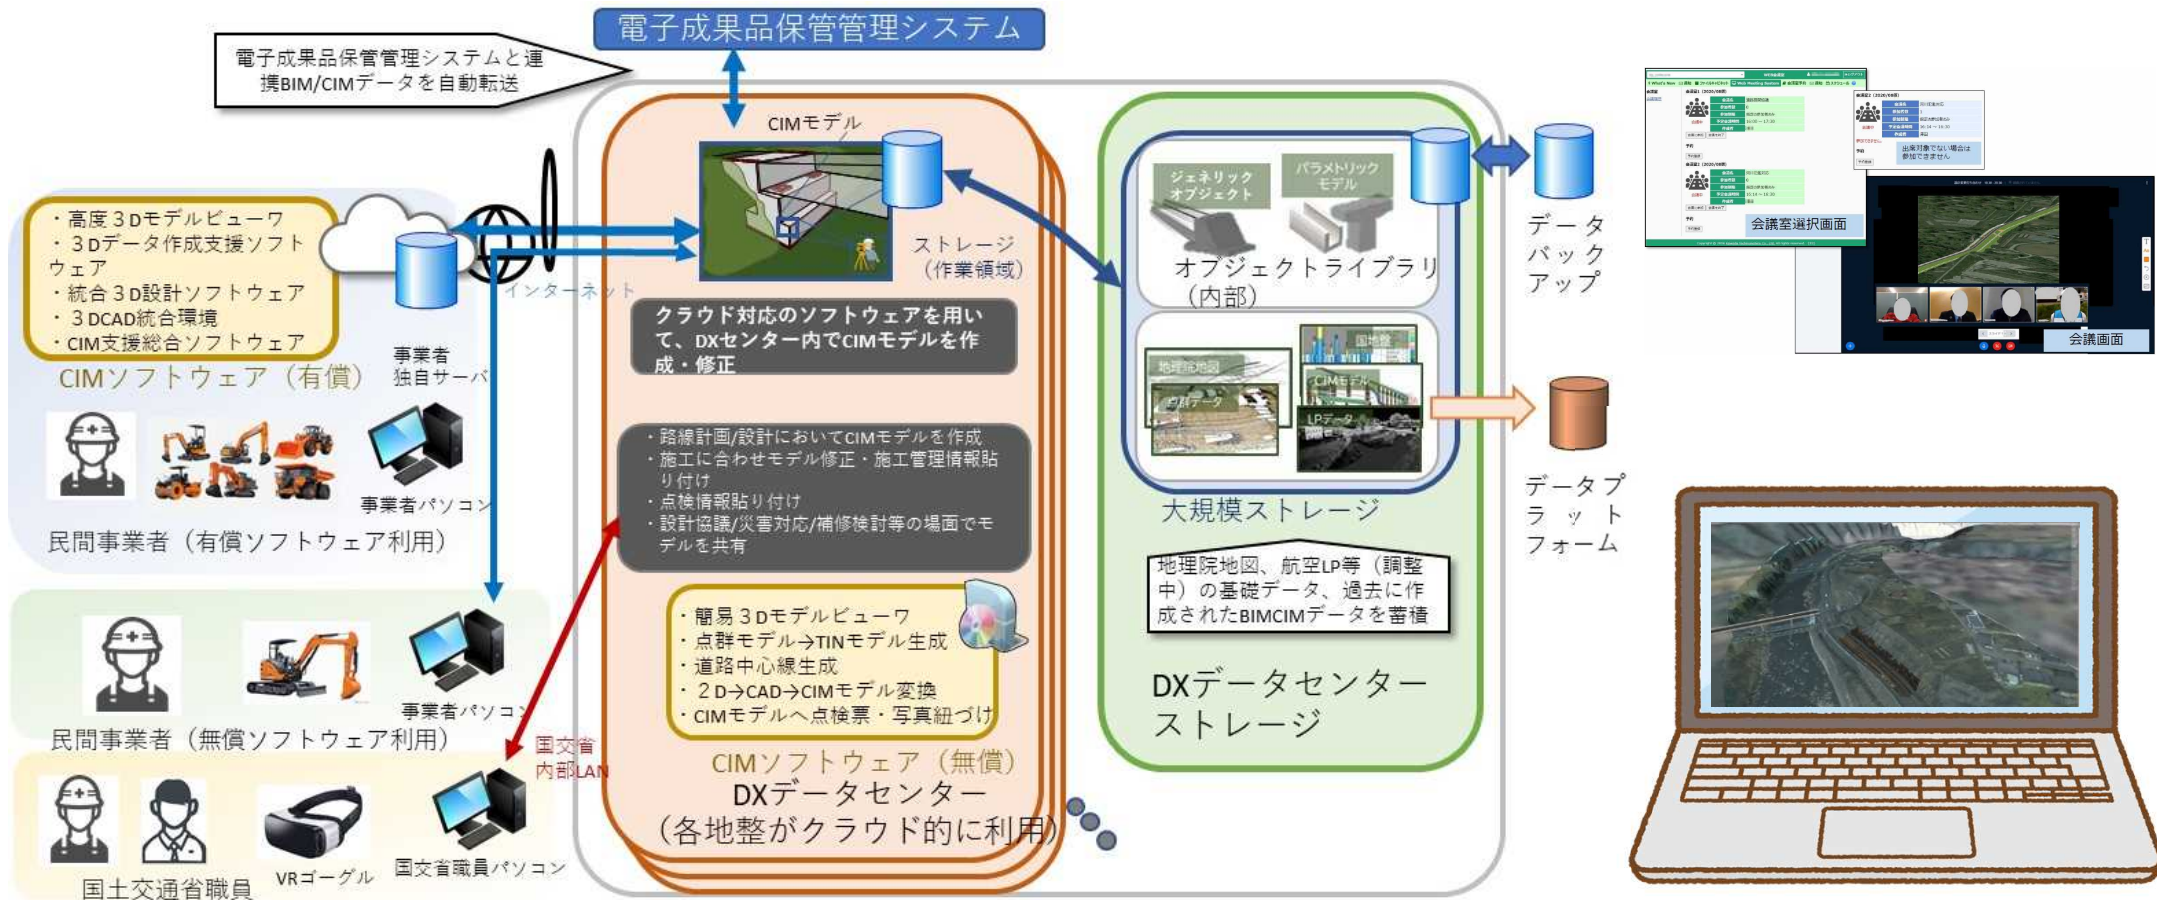 電子成果品保管管理システム
電子成果品保管管理システムと連
携BIM/CIMデータを自動転送
・高度３Dモデルビューワ
・３Dデータ作成支援ソフト
ウェア
・統合３D設計ソフトウェア
・３DCAD統合環境
・CIM支援総合ソフトウェア
CIMソフトウェア（有償）
事業者
独自サーバ
インターネット
事業者パソコン
民間事業者（有償ソフトウェア利用）
事業者パソコン
民間事業者（無償ソフトウェア利用）
国交省
内部LAN
VRゴーグル
国交省職員パソコン
国土交通省職員
CIMモデル
ストレージ
（作業領域）
クラウド対応のソフトウェアを用い
て、DXセンター内でCIMモデルを作
成・修正
・路線計画/設計においてCIMモデルを作成
・施工に合わせモデル修正・施工管理情報貼
り付け
・点検情報貼り付け
・設計協議/災害対応/補修検討等の場面でモ
デルを共有
・簡易３Dモデルビューワ
・点群モデル→TINモデル生成
・道路中心線生成
・２D→CAD→CIMモデル変換
・CIMモデルへ点検票・写真紐づけ
CIMソフトウェア（無償）
DXデータセンター
（各地整がクラウド的に利用）
ジェネリック
オブジェクト
パラメトリック
モデル
オブジェクトライブラリ
（内部）
国地整
地理院地図
CIMモデル
点群データ
LPデータ
大規模ストレージ
地理院地図、航空LP等（調整
中）の基礎データ、過去に作
成されたBIMCIMデータを蓄積
DXデータセンター
ストレージ
データ
バック
アップ
データプ
ラット
フォーム
出来対象でない場合は
参加できません
会議室選択画面
会議画面